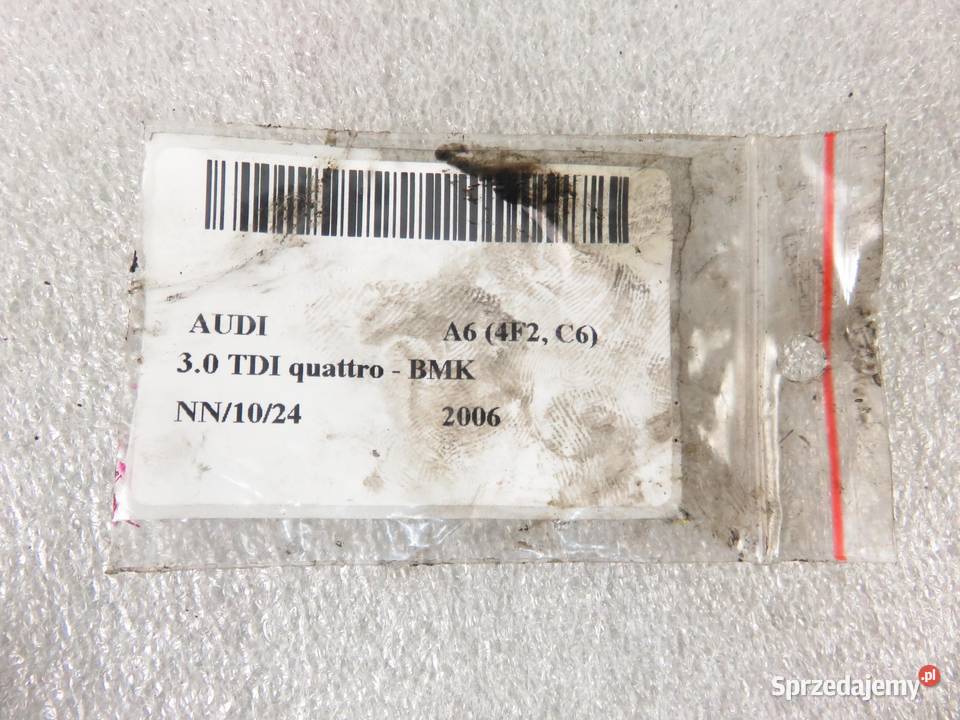 AUDI A6 (4F2, C6)
3.0 TDI quattro - BMK
NN/10/24 2006
Sprzedajemy.pl